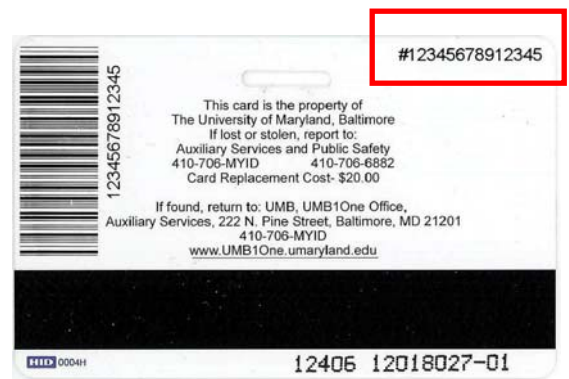 #12345678912345
12345678912345
This card is the property of
The University of Maryland, Baltimore
If lost or stolen, report to:
Auxiliary Services and Public Safety
410-706-MYID 410-706-6882
Card Replacement Cost- $20.00
If found, return to: UMB, UMB1One Office,
Auxiliary Services, 222 N. Pine Street, Baltimore, MD 21201
410-706-MYID
www.UMB1One.umaryland.edu
HID 0004H
12406 12018027-01